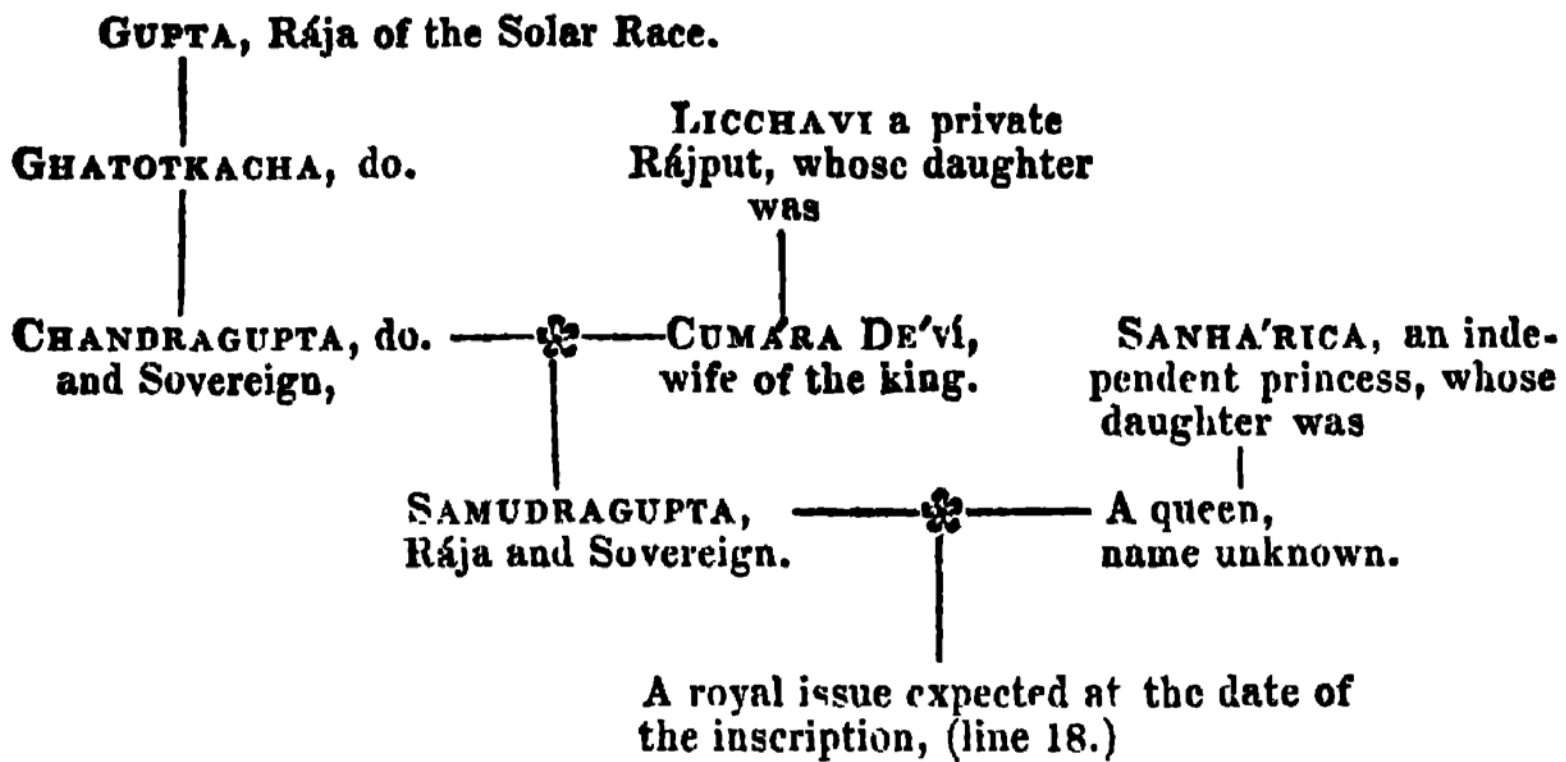 GUPTA, Rája of the Solar Race.
GHATOTKACHA, do.
LICCHAVI a private
Rájput, whose daughter
was
CHANDRAGUPTA, do.
and Sovereign,
CUMA'RA DE'Ví,
wife of the king.
SANHA'RICA, an inde-
pendent princess, whose
daughter was
SAMUDRAGUPTA,
Rája and Sovereign.
A queen,
name unknown.
A royal issue expected at the date of
the inscription, (line 18.)